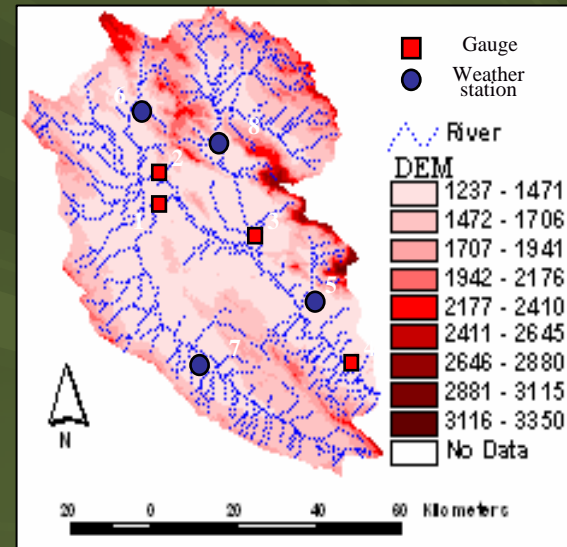 Gauge
Weather
station
River
DEM
1237 - 1471
1472 - 1706
1707 - 1941
1942 - 2176
2177 - 2410
2411 - 2645
2646 - 2880
2881 - 3115
3116 - 3350
No Data
6
8
2
1
3
5
7
N
20 0 20 40 60 Kilometers